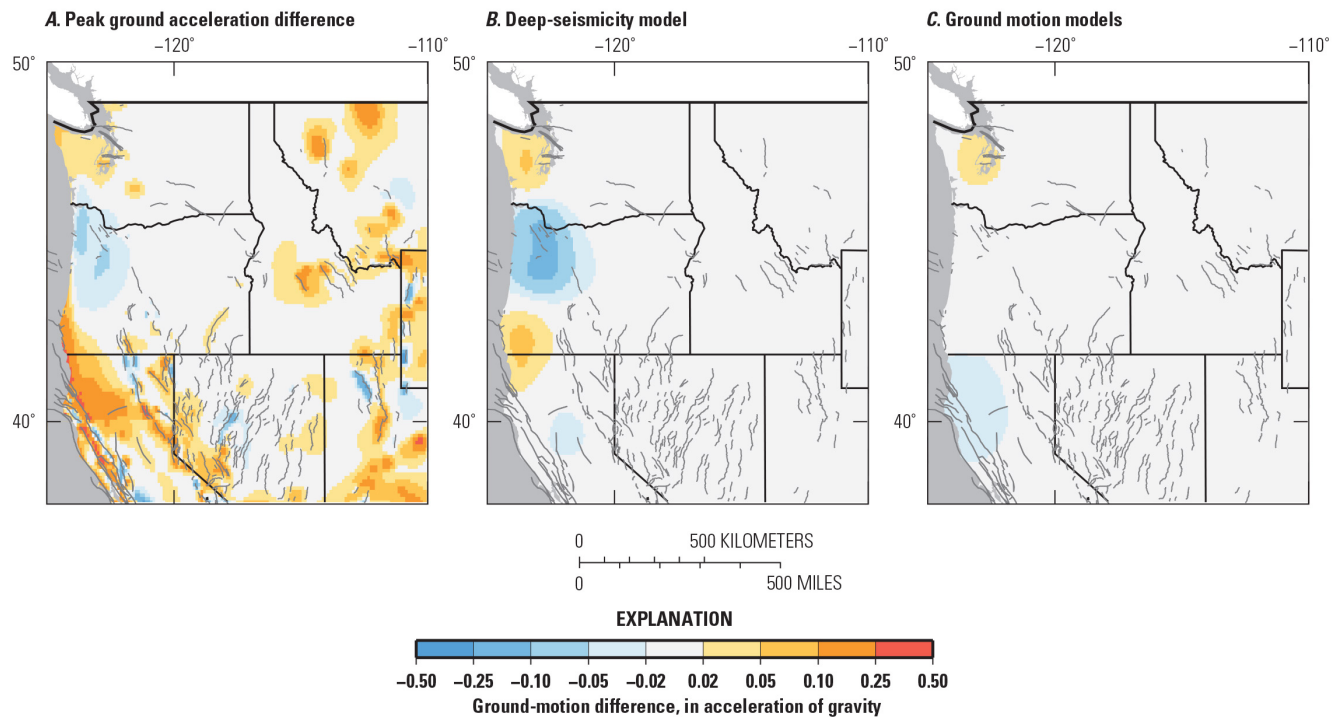 A. Peak ground acceleration difference
B. Deep-seismicity model
C. Ground motion models
−120° −110°
−120° −110°
−120° −110°
50°
50°
50°
40°
40°
40°
0 500 KILOMETERS
0 500 MILES
EXPLANATION
−0.50 −0.25 −0.10 −0.05 −0.02 0.02 0.05 0.10 0.25 0.50
Ground-motion difference, in acceleration of gravity